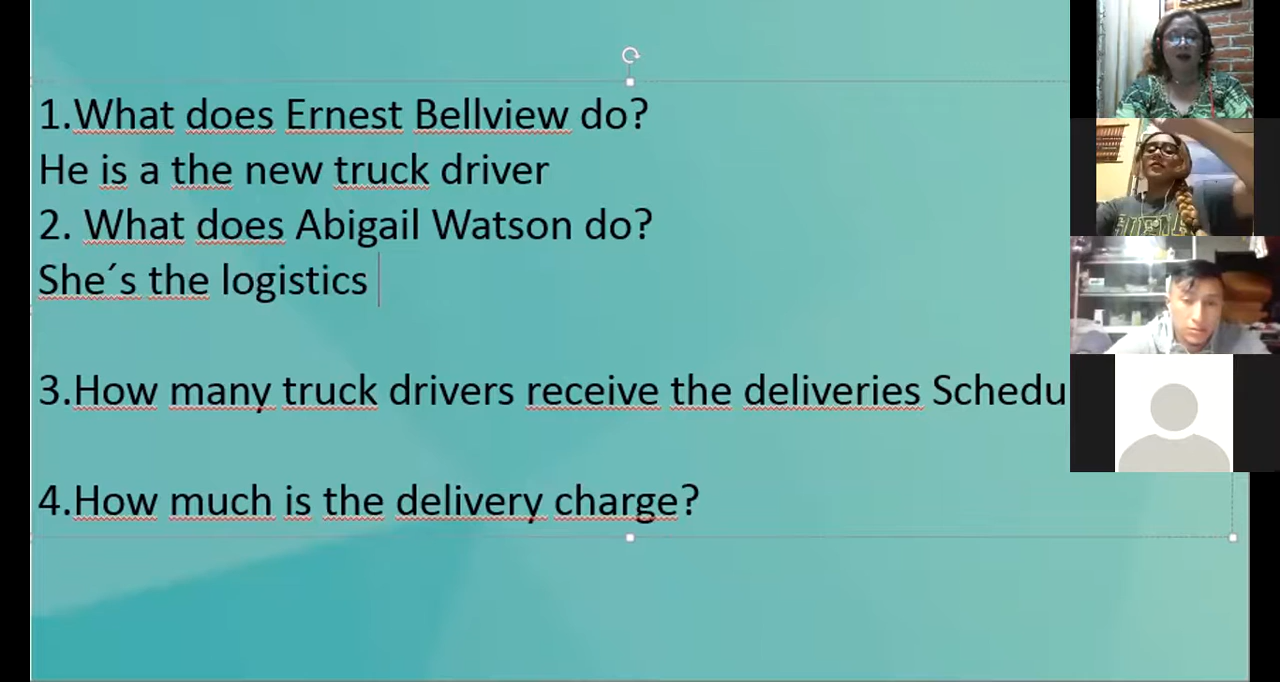 1.What does Ernest Bellview do?
He is a the new truck driver
2. What does Abigail Watson do?
She´s the logistics
3.How many truck drivers receive the deliveries Schedu
4.How much is the delivery charge?